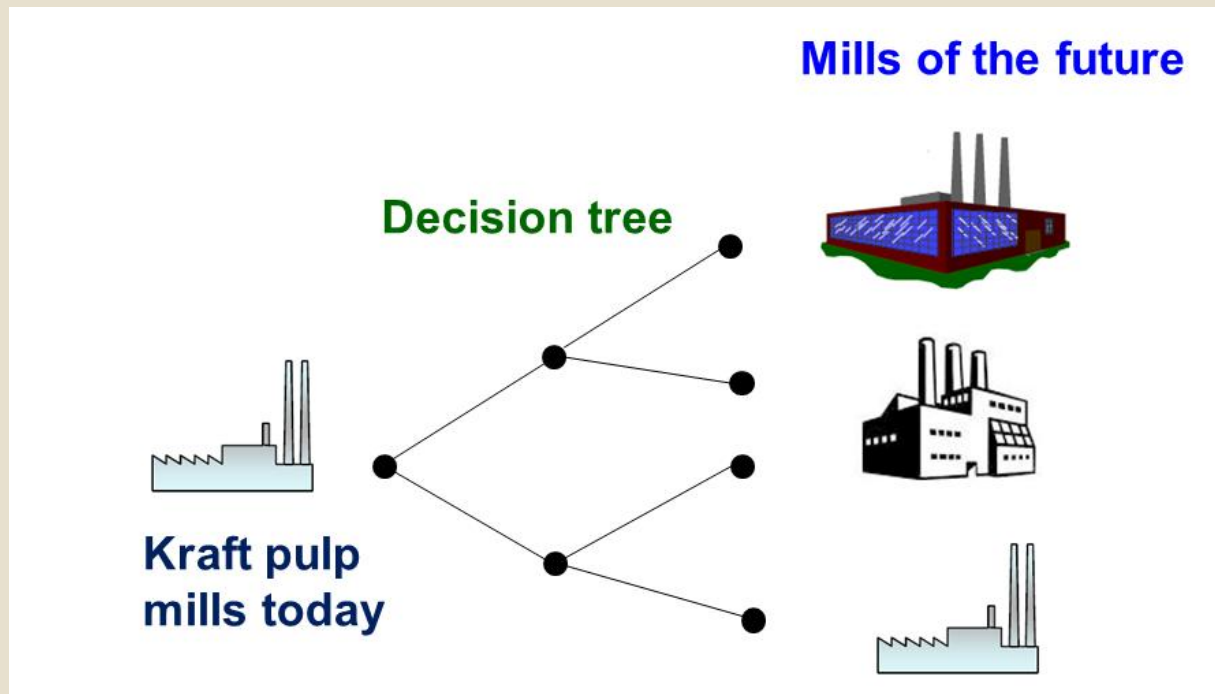 Mills of the future
Decision tree
Kraft pulp
mills today